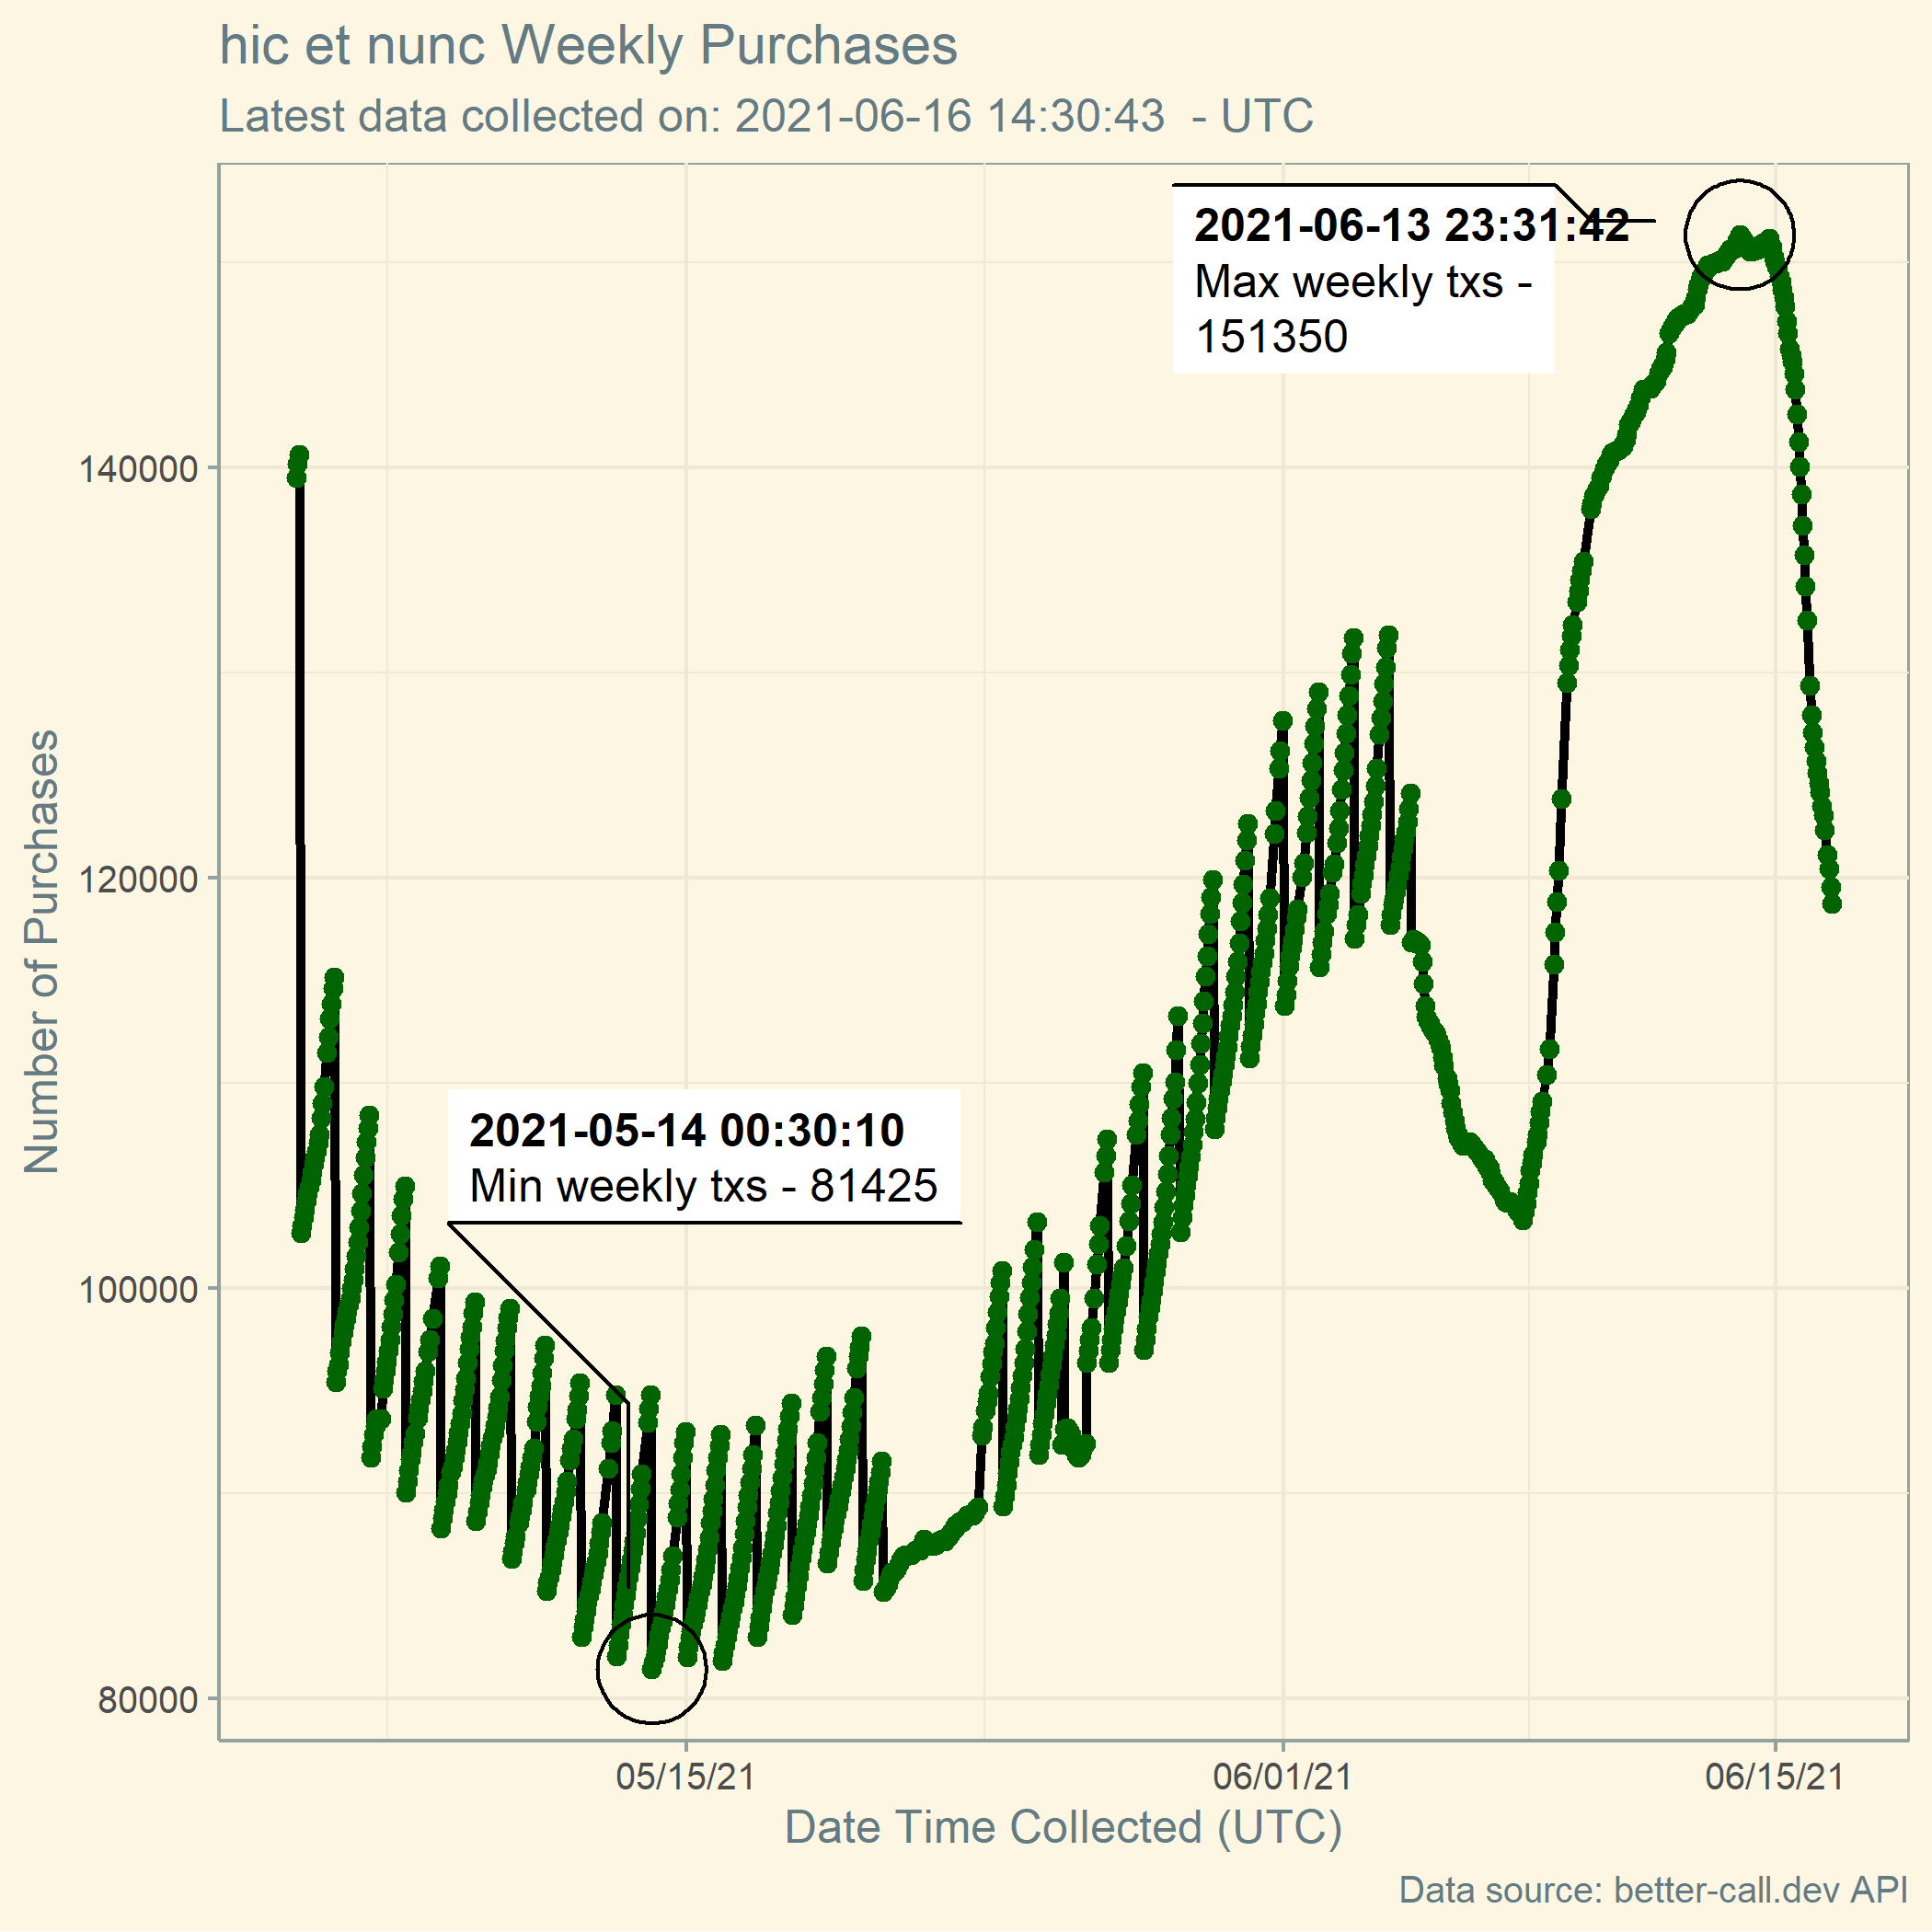 hic et nunc Weekly Purchases
Latest data collected on: 2021-06-16 14:30:43  - UTC
2021-06-13 23:31:42
Max weekly txs -
151350
140000
120000
2021-05-14 00:30:10
Min weekly txs - 81425
100000
80000
Number of Purchases
05/15/21
06/01/21
06/15/21
Date Time Collected (UTC)
Data source: better-call.dev API